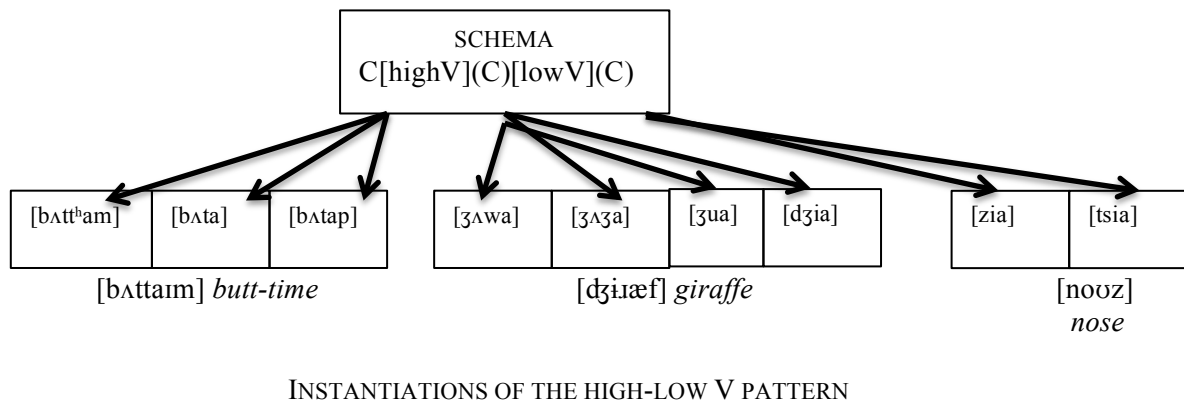 SCHEMA
C[highV](C)[lowV](C)
[bʌttʰam] [bʌta] [bʌtap] [ʒʌwa] [ʒʌʒa] [ʒua] [dʒia] [zia] [tsia]
[bʌttaɪm] butt-time [dʒɨɹæf] giraffe [noʊz]
nose
INSTANTIATIONS OF THE HIGH-LOW V PATTERN